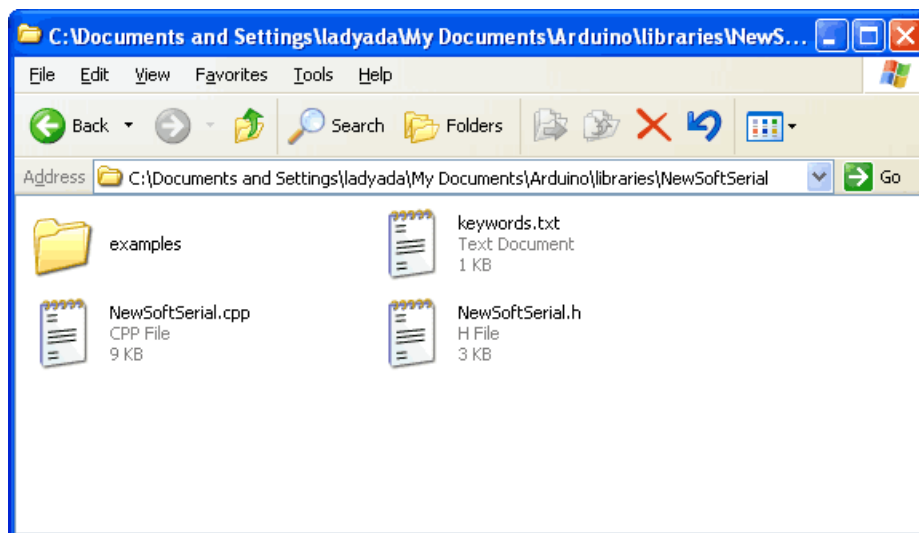 C:\Documents and Settings\ladyada\My Documents\Arduino\libraries\NewS...
File Edit View Favorites Tools Help
Back Search Folders
Address C:\Documents and Settings\ladyada\My Documents\Arduino\libraries\NewSoftSerial Go
examples
keywords.txt
Text Document
1 KB
NewSoftSerial.cpp
CPP File
9 KB
NewSoftSerial.h
H File
3 KB